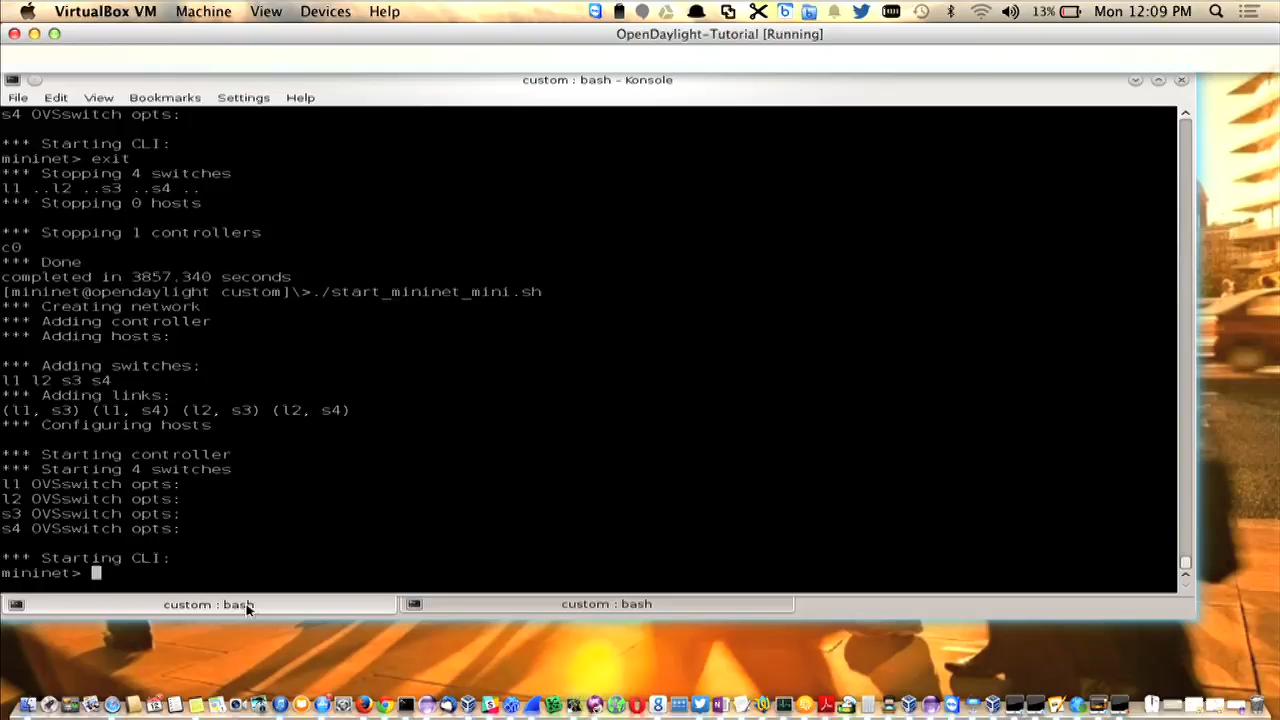 VirtualBox VM Machine View Devices Help 13% Mon 12:09 PM
OpenDaylight-Tutorial [Running]
custom : bash – Konsole
File Edit View Bookmarks Settings Help
s4 OVSswitch opts:
*** Starting CLI:
mininet> exit
*** Stopping 4 switches
l1 ..l2 ..s3 ..s4 ..
*** Stopping 0 hosts
*** Stopping 1 controllers
c0
*** Done
completed in 3857.340 seconds
[mininet@opendaylight custom]\>./start_mininet_mini.sh
*** Creating network
*** Adding controller
*** Adding hosts:
*** Adding switches:
l1 l2 s3 s4
*** Adding links:
(l1, s3) (l1, s4) (l2, s3) (l2, s4)
*** Configuring hosts
*** Starting controller
*** Starting 4 switches
l1 OVSswitch opts:
l2 OVSswitch opts:
s3 OVSswitch opts:
s4 OVSswitch opts:
*** Starting CLI:
mininet>
custom : bash custom : bash